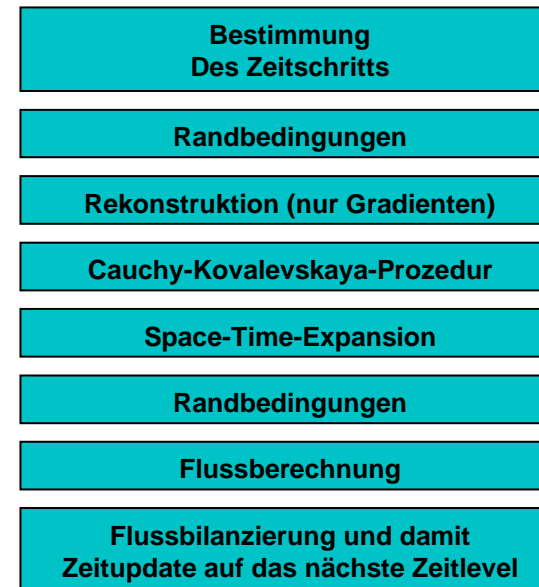 Bestimmung
Des Zeitschritts
Randbedingungen
Rekonstruktion (nur Gradienten)
Cauchy-Kovalevskaya-Prozedur
Space-Time-Expansion
Randbedingungen
Flussberechnung
Flussbilanzierung und damit
Zeitupdate auf das nächste Zeitlevel